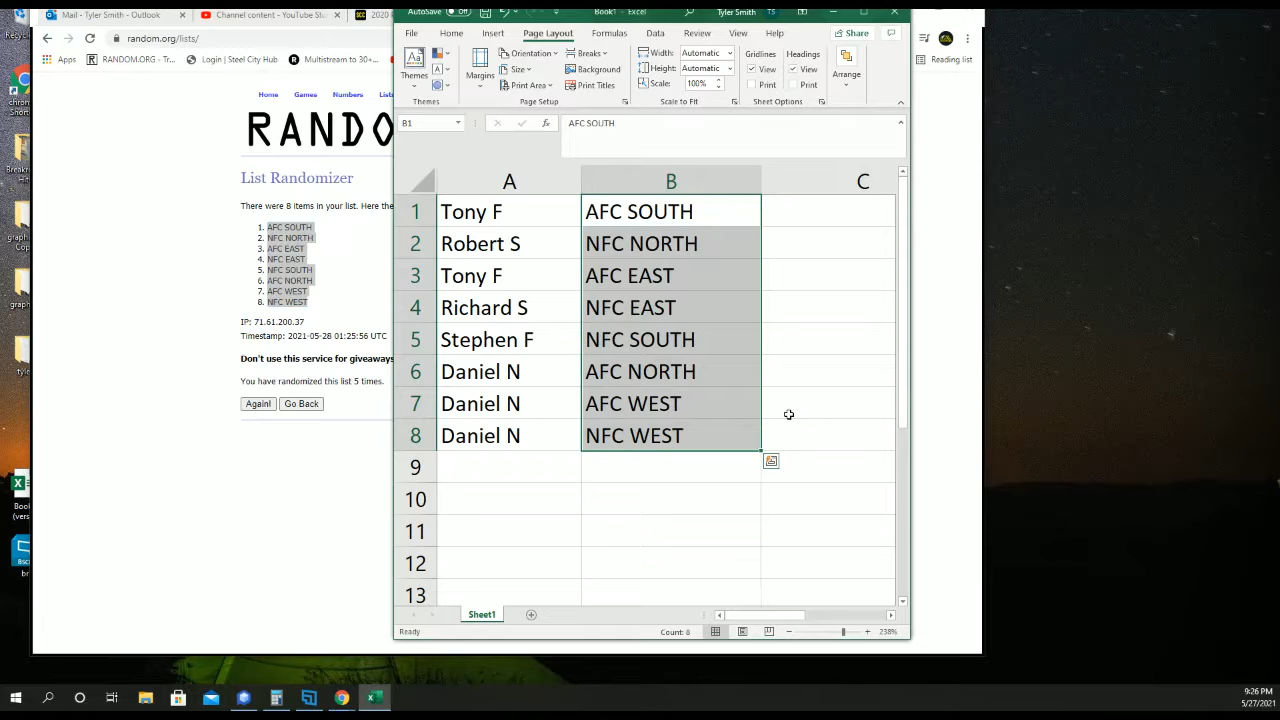 Mail - Tyler Smith - Outlook
Channel content - YouTube Stu
2020 F
AutoSave
Off
Book1 - Excel
Tyler Smith
TS
random.org/lists/
File
Home
Insert
Page Layout
Formulas
Data
Review
View
Help
Share
Apps
RANDOM.ORG - Tr...
Login | Steel City Hub
Multistream to 30+...
Reading list
Themes
Margins
Orientation
Size
Print Area
Breaks
Background
Print Titles
Width:
Automatic
Height:
Automatic
Scale:
100%
Gridlines
View
Print
Headings
View
Print
Arrange
Themes
Page Setup
Scale to Fit
Sheet Options
Home
Games
Numbers
Lists
RANDO
B1
AFC SOUTH
List Randomizer
There were 8 items in your list. Here the
1. AFC SOUTH
2. NFC NORTH
3. AFC EAST
4. NFC EAST
5. NFC SOUTH
6. AFC NORTH
7. AFC WEST
8. NFC WEST
IP: 71.61.200.37
Timestamp: 2021-05-28 01:25:56 UTC
Don't use this service for giveaways
You have randomized this list 5 times.
Again!
Go Back
A B C
1 Tony F AFC SOUTH
2 Robert S NFC NORTH
3 Tony F AFC EAST
4 Richard S NFC EAST
5 Stephen F NFC SOUTH
6 Daniel N AFC NORTH
7 Daniel N AFC WEST
8 Daniel N NFC WEST
9
10
11
12
13
Sheet1
Ready
Count: 8
238%
9:26 PM
5/27/2021